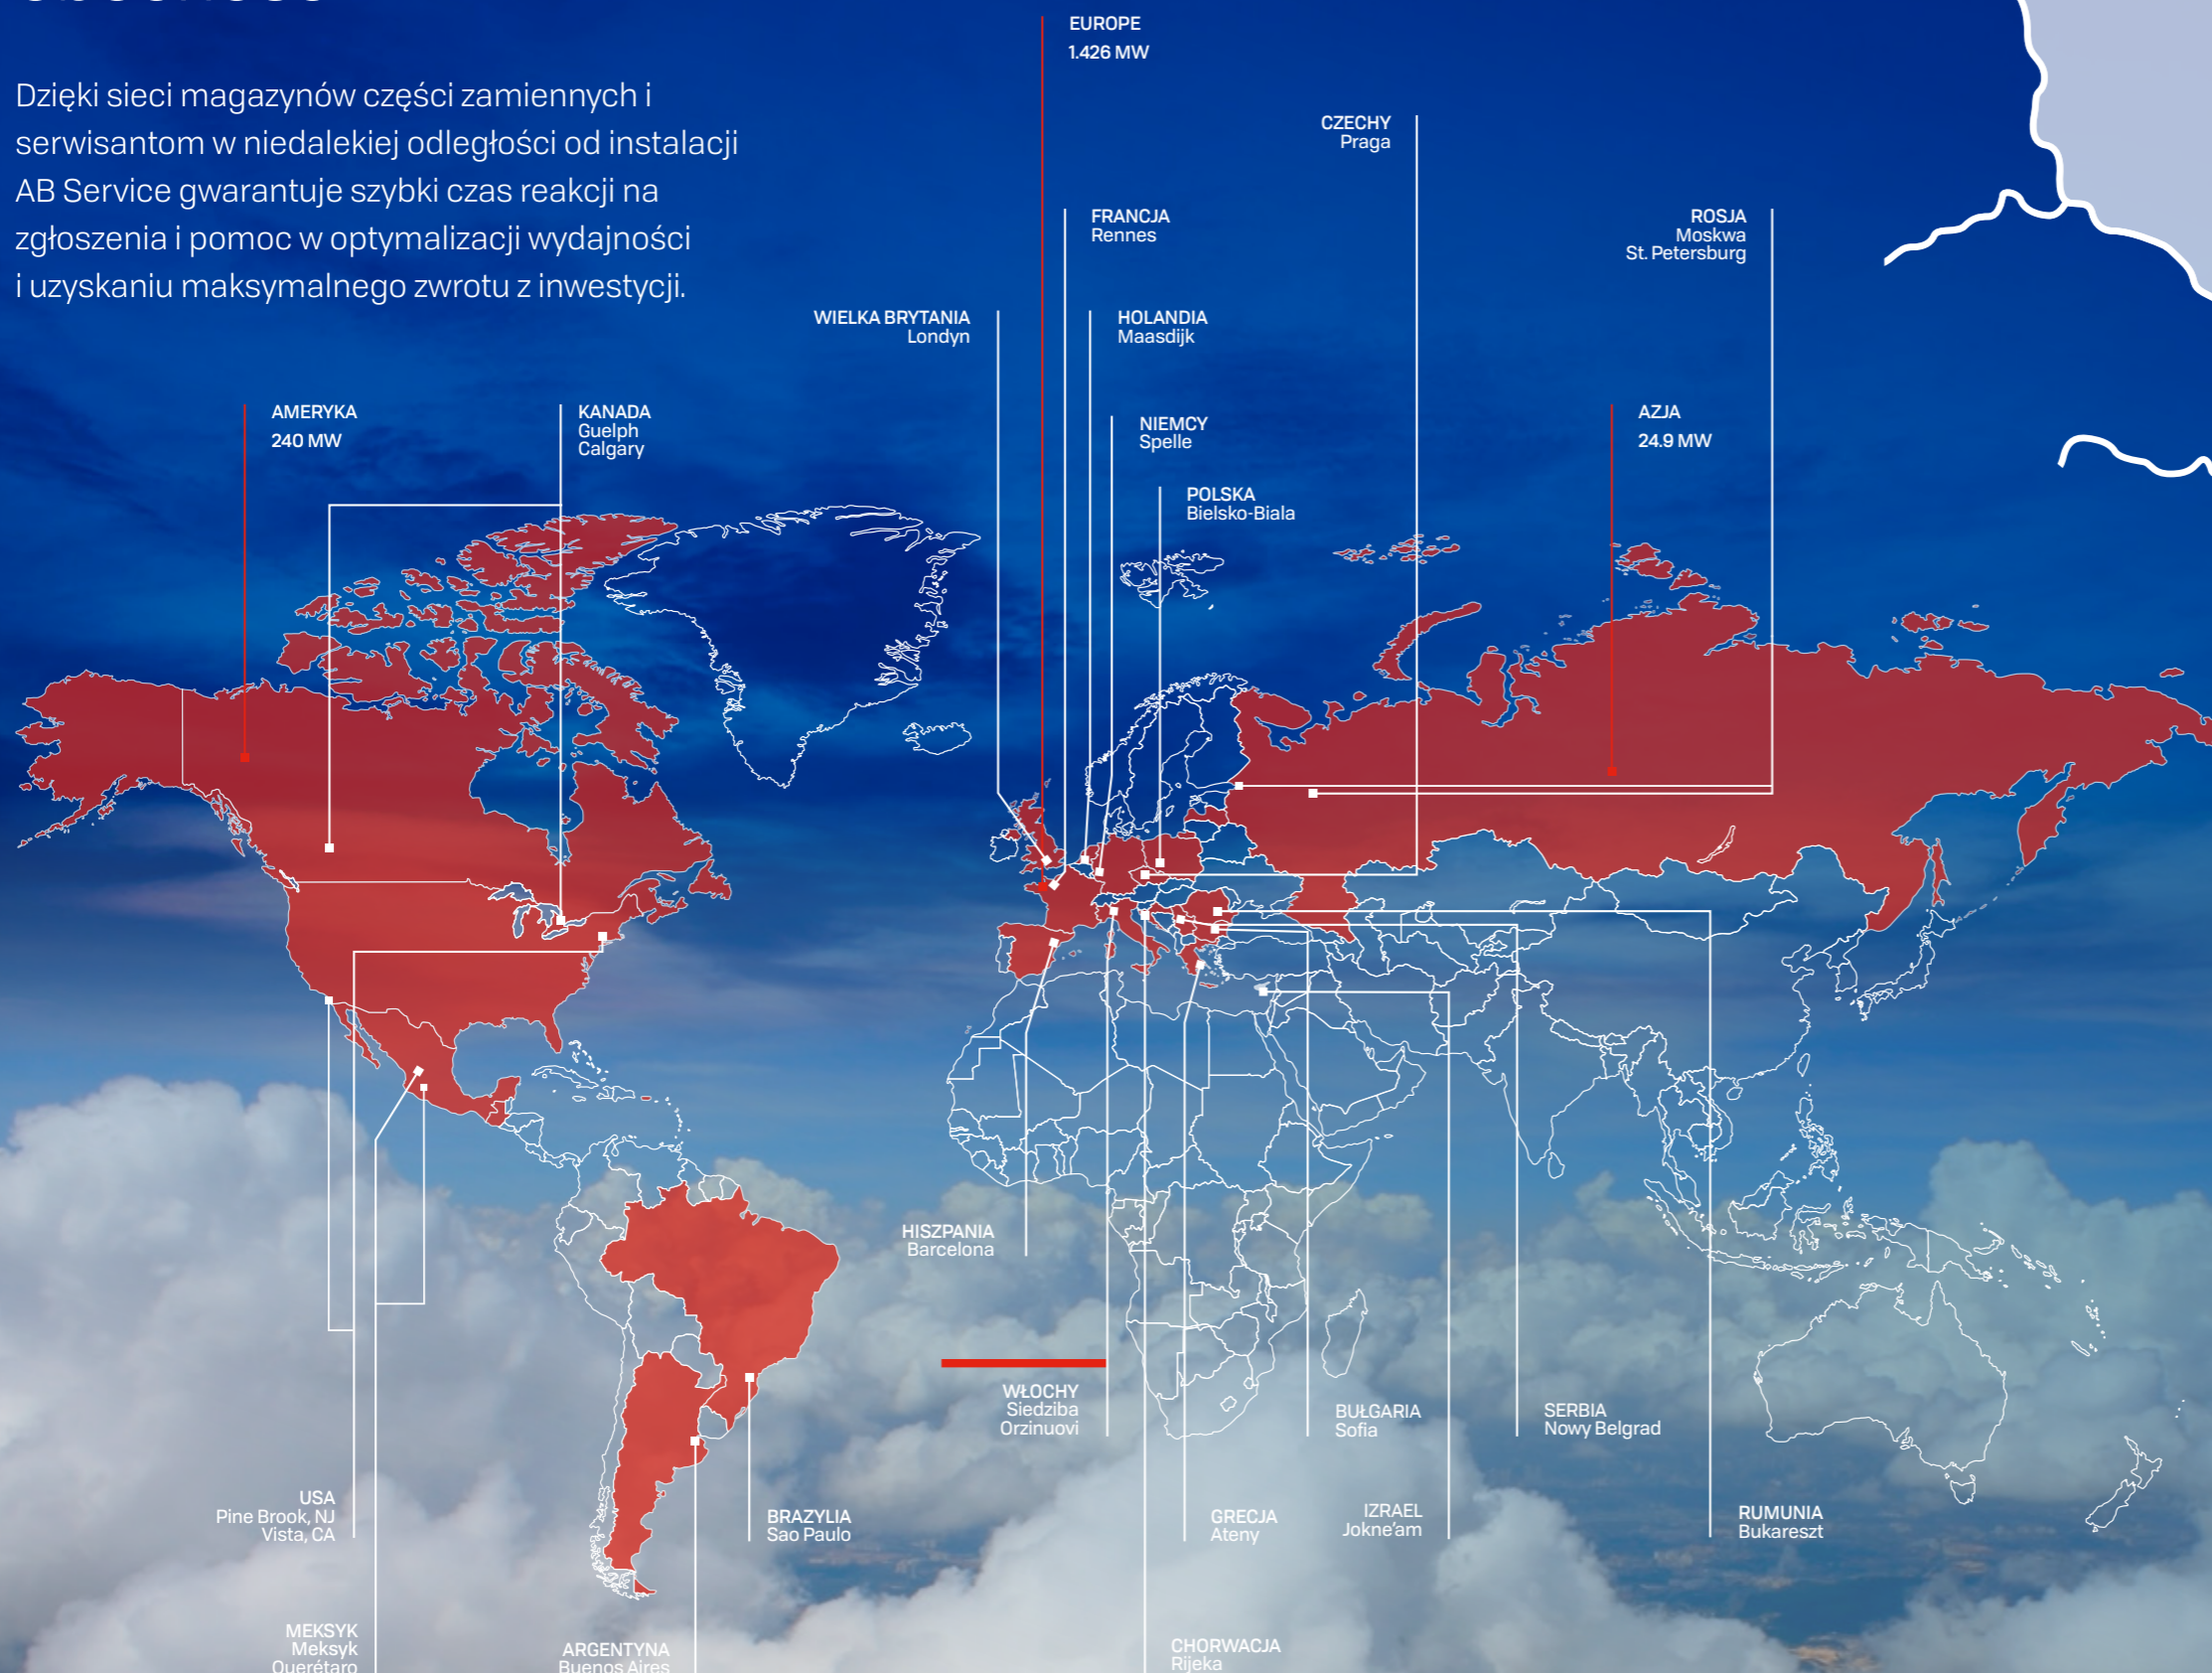 Dzięki sieci magazynów części zamiennych i
serwisantom w niedalekiej odległości od instalacji
AB Service gwarantuje szybki czas reakcji na
zgłoszenia i pomoc w optymalizacji wydajności
i uzyskaniu maksymalnego zwrotu z inwestycji.
EUROPE
1.426 MW
CZECHY
Praga
FRANCJA
Rennes
ROSJA
Moskwa
St. Petersburg
WIELKA BRYTANIA
Londyn
HOLANDIA
Maasdijk
AMERYKA
240 MW
KANADA
Guelph
Calgary
NIEMCY
Spelle
AZJA
24.9 MW
POLSKA
Bielsko-Biala
HISZPANIA
Barcelona
WŁOCHY
Siedziba
Orzinuovi
BUŁGARIA
Sofia
SERBIA
Nowy Belgrad
USA
Pine Brook, NJ
Vista, CA
BRAZYLIA
Sao Paulo
GRECJA
Ateny
IZRAEL
Jokne'am
RUMUNIA
Bukareszt
MEKSYK
Meksyk
Querétaro
ARGENTYNA
Buenos Aires
CHORWACJA
Rijeka